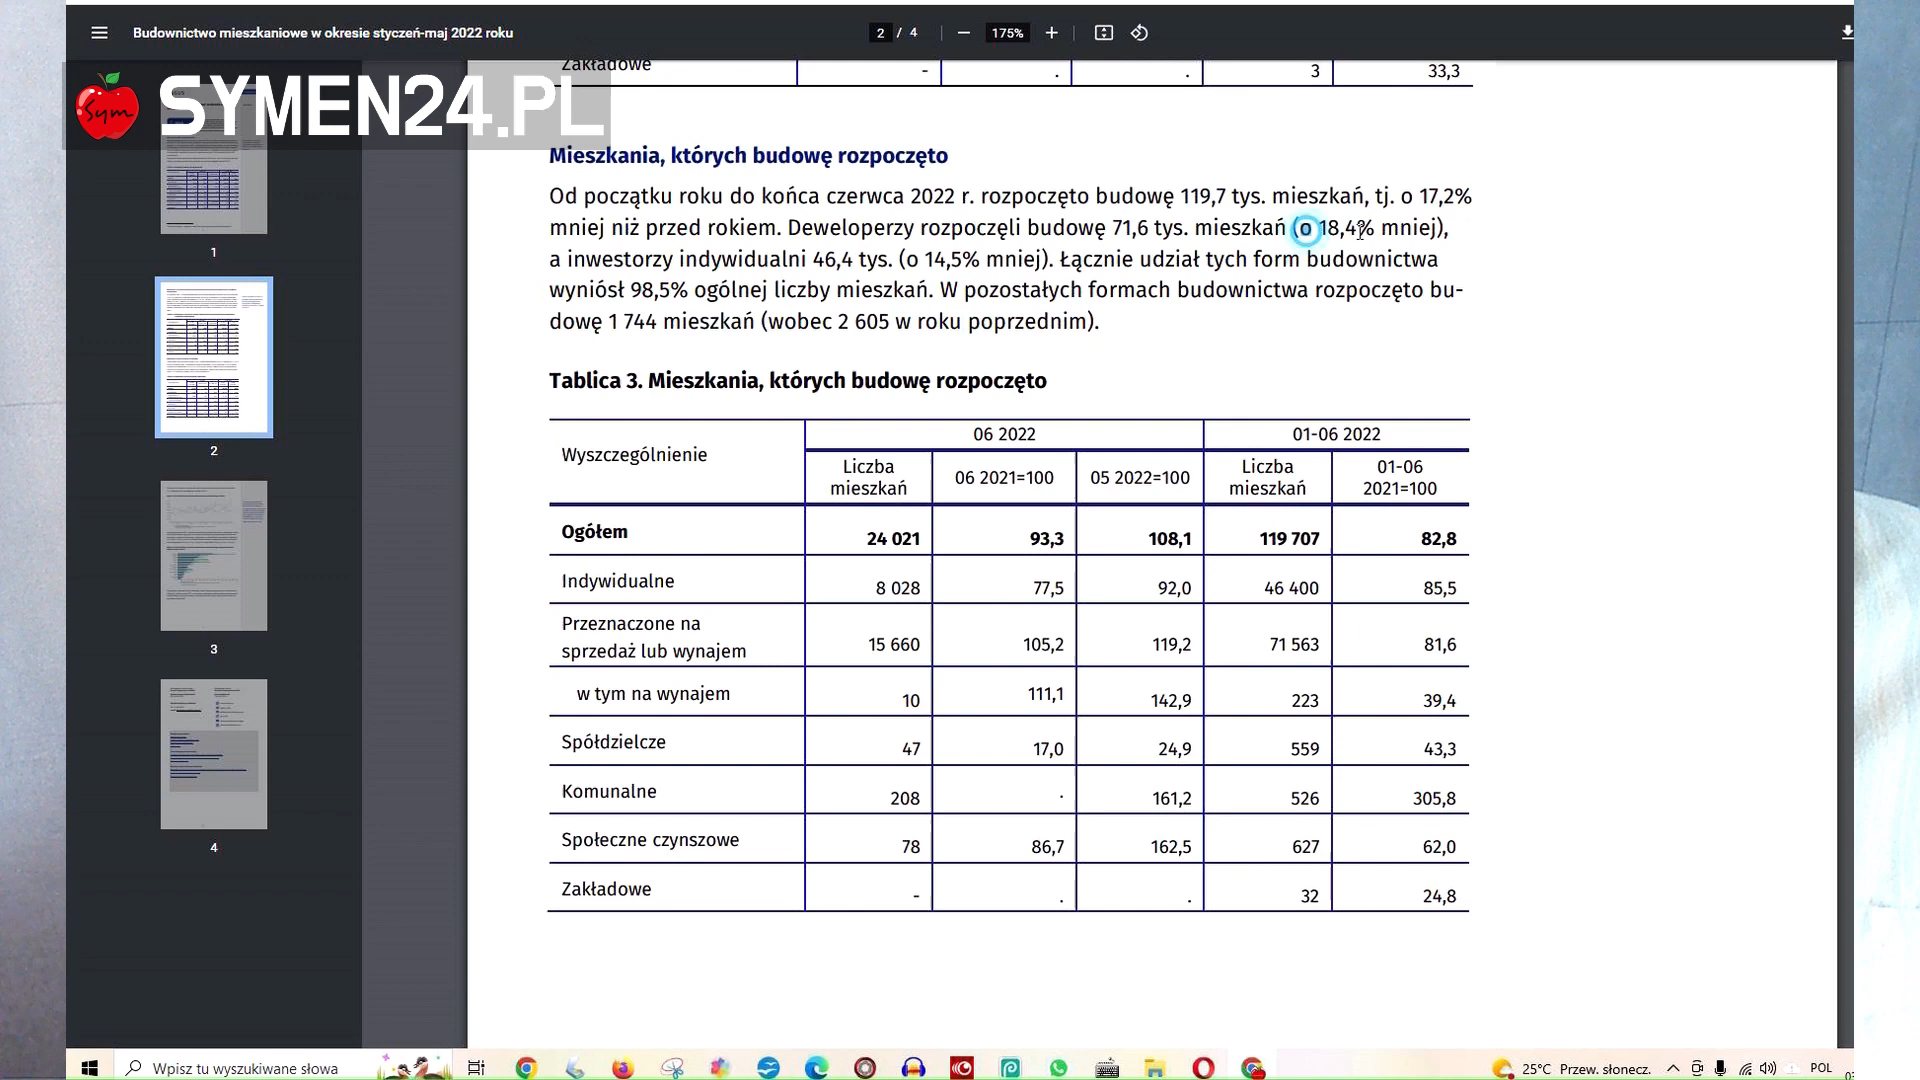 Budownictwo mieszkaniowe w okresie styczeń-maj 2022 roku
2 / 4
175%
Sym
SYMEN24.PL
1
2
3
4
Zakładowe - . . 3 33,3
Mieszkania, których budowę rozpoczęto
Od początku roku do końca czerwca 2022 r. rozpoczęto budowę 119,7 tys. mieszkań, tj. o 17,2%
mniej niż przed rokiem. Deweloperzy rozpoczęli budowę 71,6 tys. mieszkań (o 18,4% mniej),
a inwestorzy indywidualni 46,4 tys. (o 14,5% mniej). Łącznie udział tych form budownictwa
wyniósł 98,5% ogólnej liczby mieszkań. W pozostałych formach budownictwa rozpoczęto bu-
dowę 1 744 mieszkań (wobec 2 605 w roku poprzednim).
Tablica 3. Mieszkania, których budowę rozpoczęto
Wyszczególnienie
06 2022 01-06 2022
Liczba mieszkań 06 2021=100 05 2022=100 Liczba mieszkań 01-06 2021=100
Ogółem 24 021 93,3 108,1 119 707 82,8
Indywidualne 8 028 77,5 92,0 46 400 85,5
Przeznaczone na
sprzedaż lub wynajem 15 660 105,2 119,2 71 563 81,6
w tym na wynajem 10 111,1 142,9 223 39,4
Spółdzielcze 47 17,0 24,9 559 43,3
Komunalne 208 . 161,2 526 305,8
Społeczne czynszowe 78 86,7 162,5 627 62,0
Zakładowe - . . 32 24,8
Wpisz tu wyszukiwane słowa
25°C Przew. słonecz.
POL